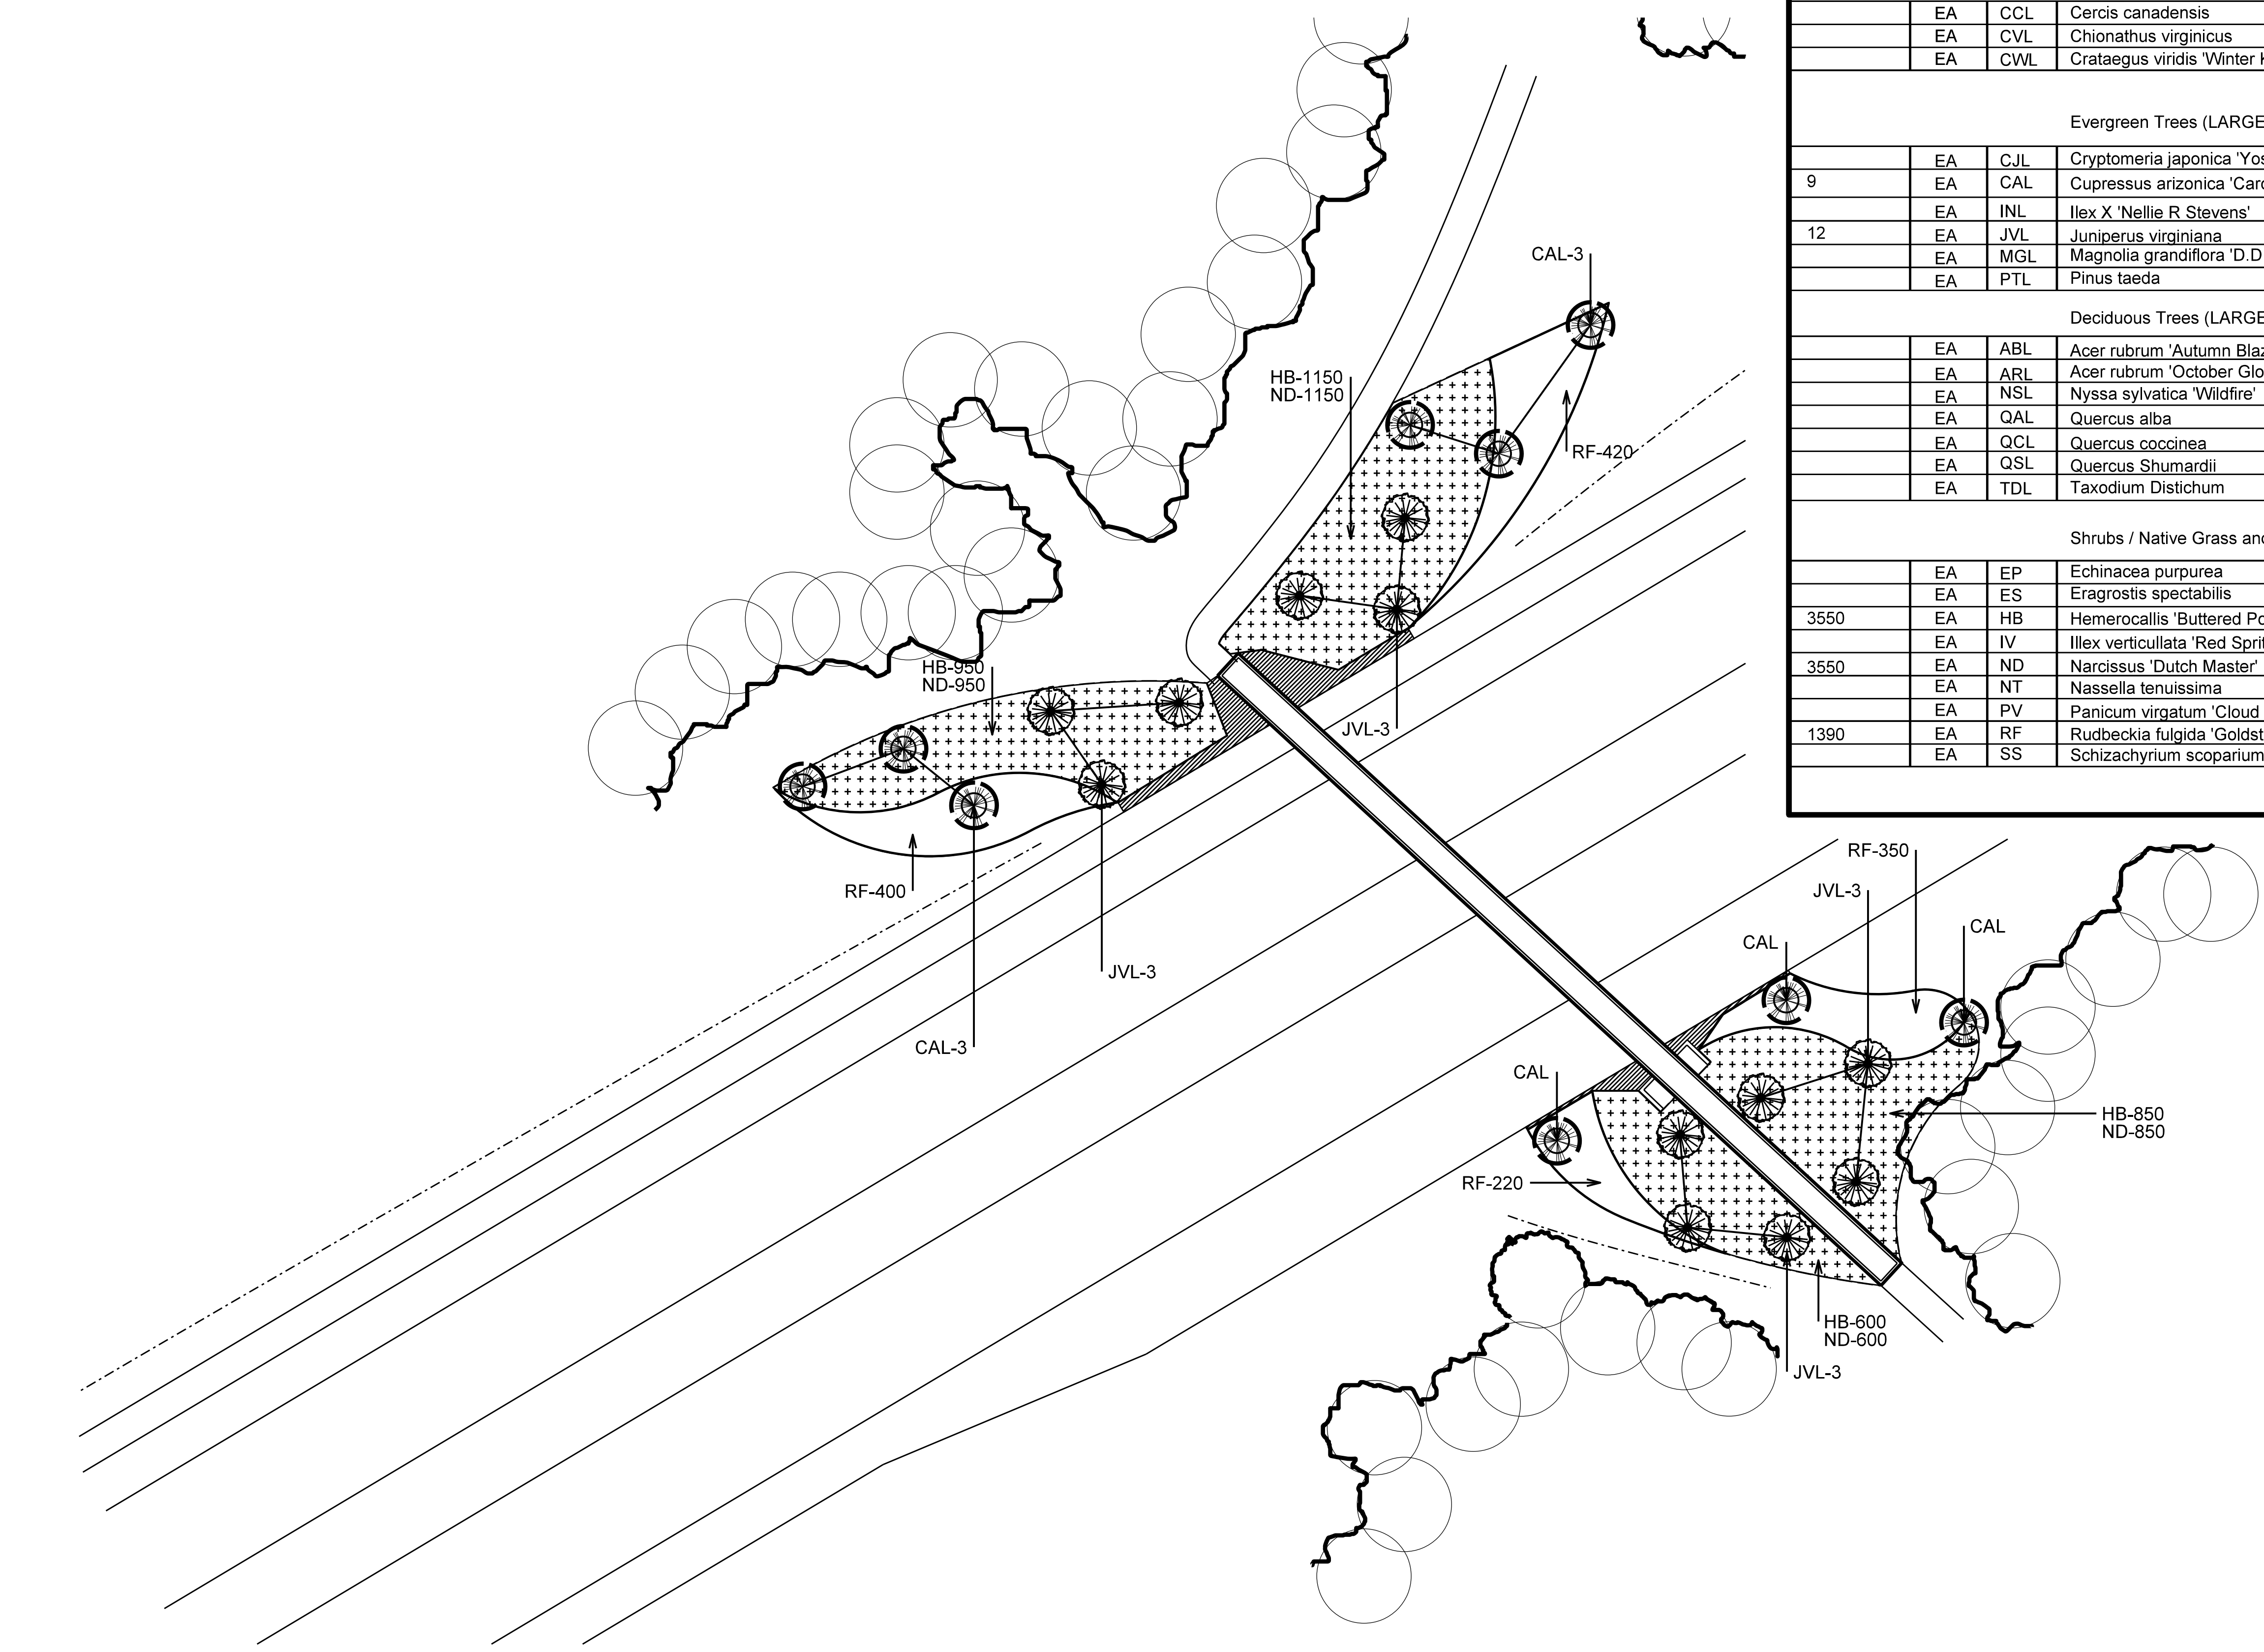 EA CCL Cercis canadensis
EA CVL Chionathus virginicus
EA CWL Crataegus viridis 'Winter
Evergreen Trees (LARGE
EA CJL Cryptomeria japonica 'Yos
9 EA CAL Cupressus arizonica 'Caro
EA INL Ilex X 'Nellie R Stevens'
12 EA JVL Juniperus virginiana
EA MGL Magnolia grandiflora 'D.D
EA PTL Pinus taeda
Deciduous Trees (LARGE
EA ABL Acer rubrum 'Autumn Blaz
EA ARL Acer rubrum 'October Glo
EA NSL Nyssa sylvatica 'Wildfire'
EA QAL Quercus alba
EA QCL Quercus coccinea
EA QSL Quercus Shumardii
EA TDL Taxodium Distichum
Shrubs / Native Grass and
EA EP Echinacea purpurea
EA ES Eragrostis spectabilis
3550 EA HB Hemerocallis 'Buttered Po
EA IV Illex verticullata 'Red Sprit
3550 EA ND Narcissus 'Dutch Master'
EA NT Nassella tenuissima
EA PV Panicum virgatum 'Cloud
1390 EA RF Rudbeckia fulgida 'Goldst
EA SS Schizachyrium scoparium
CAL-3
HB-1150
ND-1150
RF-420
HB-950
ND-950
JVL-3
RF-400
JVL-3
CAL-3
RF-350
JVL-3
CAL
CAL
CAL
HB-850
ND-850
RF-220
HB-600
ND-600
JVL-3